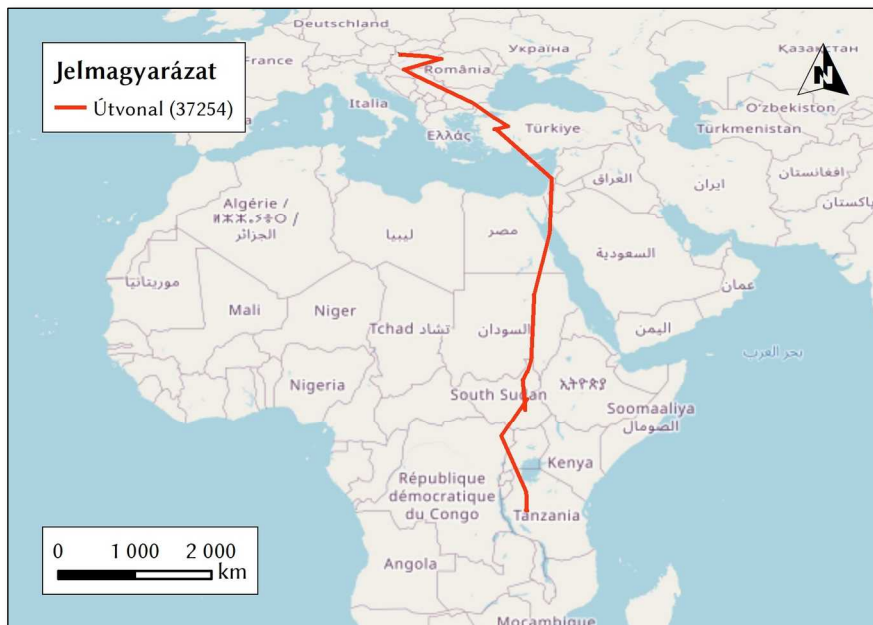 Deutschland
Україна
Қазақстан
France
Jelmagyarázat
Útvonal (37254)
România
N
Italia
O'zbekiston
Türkmenistan
Ελλάς
Türkiye
افغانستان
ایران
العراق
پاکستان
Algérie /
ⵍⵣⵣⴰⵢⴻⵔ /
الجزائر
ليبيا
مصر
السعودية
عمان
موريتانيا
Mali
Niger
Tchad تشاد
السودان
اليمن
بحر العرب
Nigeria
South Sudan
ኢትዮጵያ
Soomaaliya
الصومال
Kenya
République
démocratique
du Congo
Tanzania
Angola
Moçambique
0 1 000 2 000
km